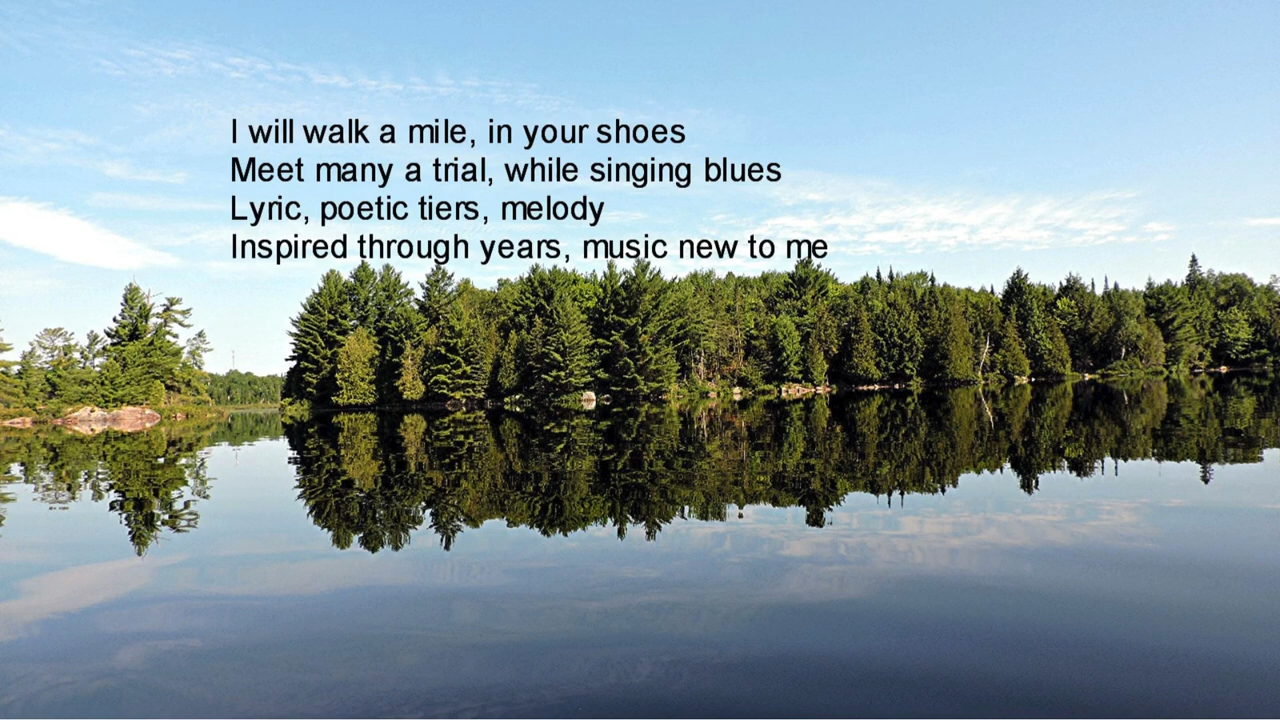 I will walk a mile, in your shoes
Meet many a trial, while singing blues
Lyric, poetic tiers, melody
Inspired through years, music new to me